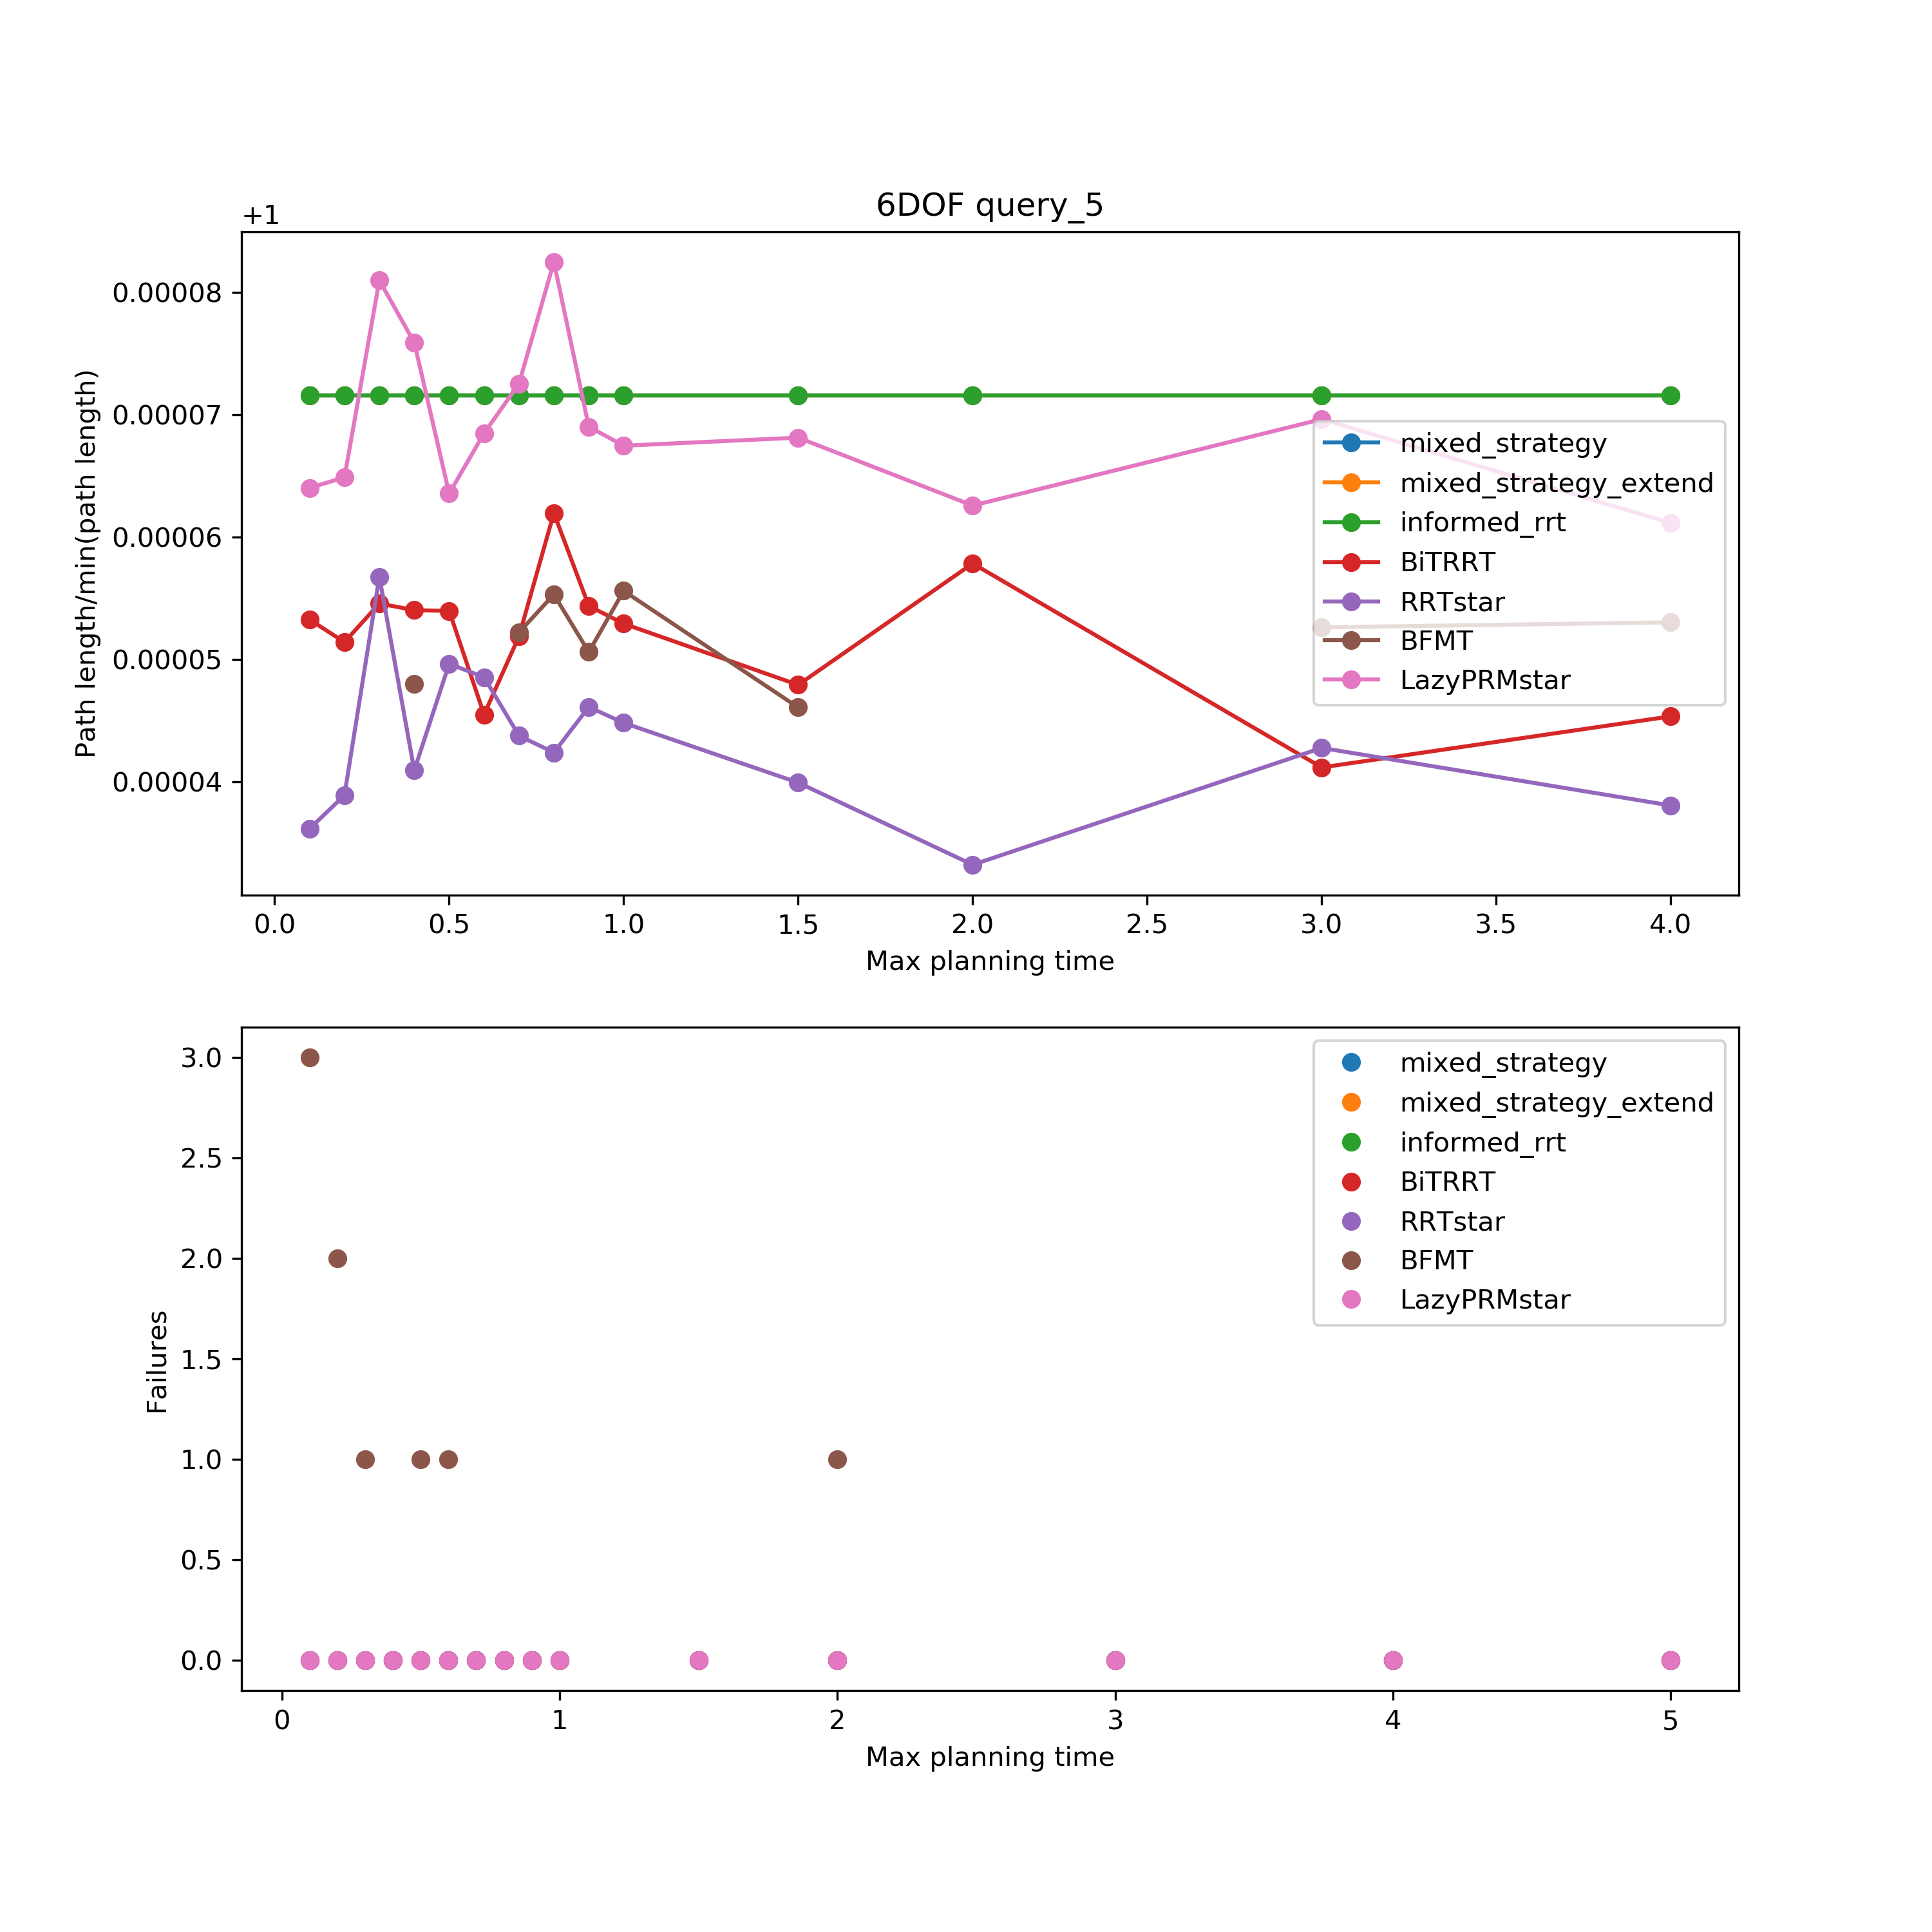 6DOF query_5
+1
0.00008
0.00007
0.00006
0.00005
0.00004
Path length/min(path length)
mixed_strategy
mixed_strategy_extend
informed_rrt
BiTRRT
RRTstar
BFMT
LazyPRMstar
0.0 0.5 1.0 1.5 2.0 2.5 3.0 3.5 4.0
Max planning time
3.0
2.5
2.0
1.5
1.0
0.5
0.0
Failures
mixed_strategy
mixed_strategy_extend
informed_rrt
BiTRRT
RRTstar
BFMT
LazyPRMstar
0 1 2 3 4 5
Max planning time